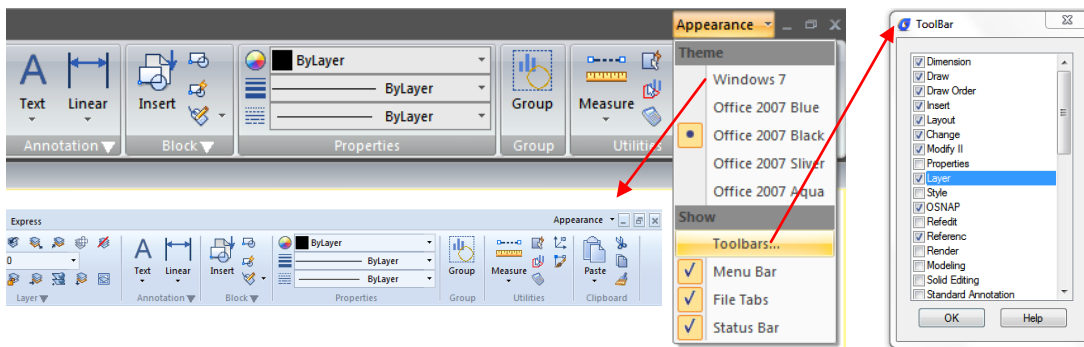 Appearance
ByLayer
ByLayer
ByLayer
Text
Linear
Insert
Group
Measure
Annotation
Block
Properties
Group
Utilities
Theme
Windows 7
Office 2007 Blue
Office 2007 Black
Office 2007 Sliver
Office 2007 Aqua
Show
Toolbars...
Menu Bar
File Tabs
Status Bar
Express
Appearance
0
ByLayer
ByLayer
ByLayer
Text
Linear
Insert
Group
Measure
Paste
Layer
Annotation
Block
Properties
Group
Utilities
Clipboard
ToolBar
Dimension
Draw
Draw Order
Insert
Layout
Change
Modify II
Properties
Layer
Style
OSNAP
Refedit
Referenc
Render
Modeling
Solid Editing
Standard Annotation
OK
Help